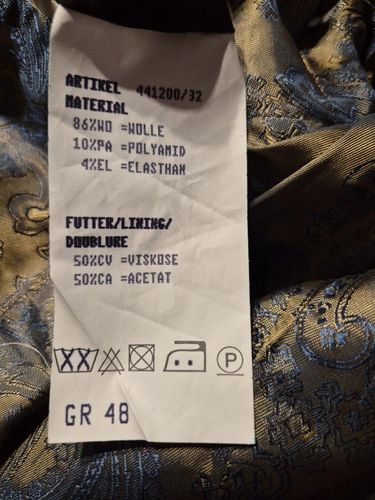 ARTIKEL 441200/32
MATERIAL
86%WO =WOLLE
10%PA =POLYAMID
4%EL =ELASTHAN
FUTTER/LINING/
DOUBLURE
50%CV =VISKOSE
50%CA =ACETAT
P
GR 48